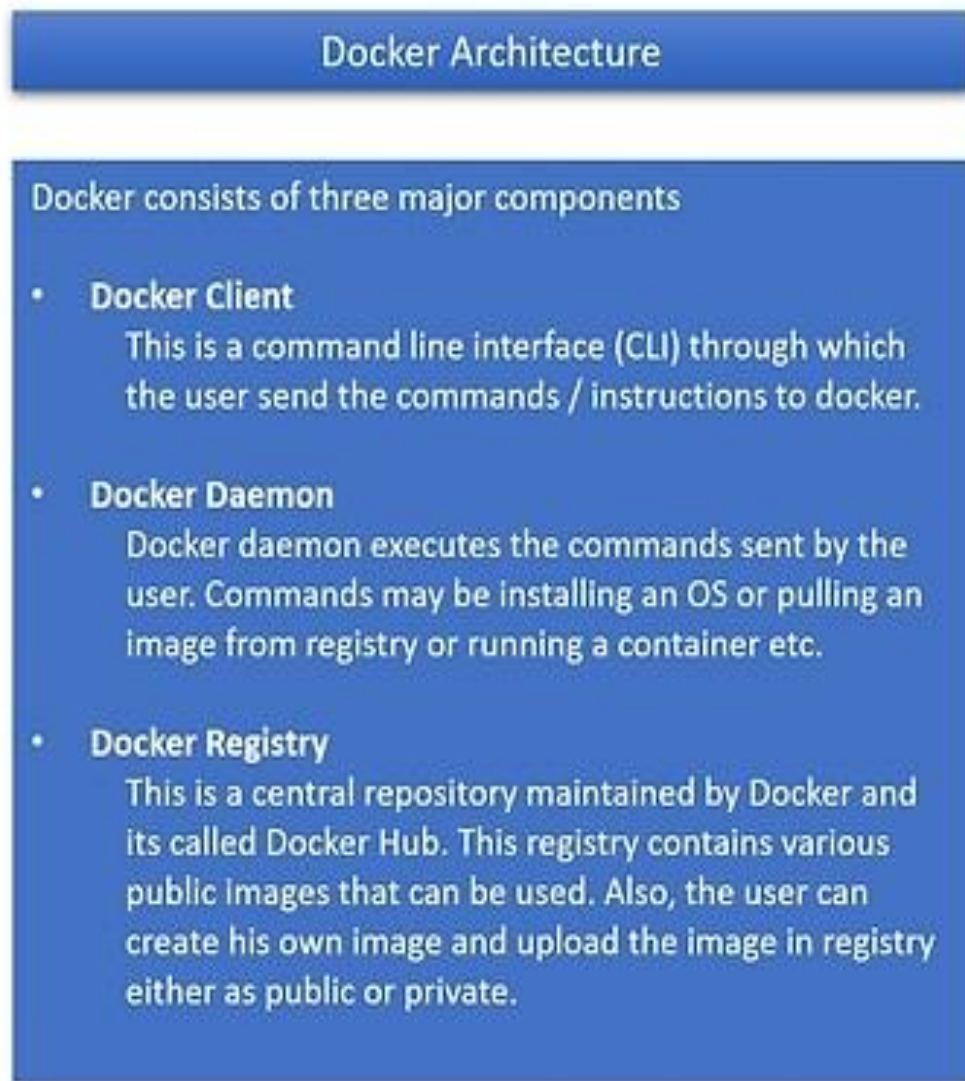 Docker Architecture
Docker consists of three major components
• Docker Client
This is a command line interface (CLI) through which
the user send the commands / instructions to docker.
• Docker Daemon
Docker daemon executes the commands sent by the
user. Commands may be installing an OS or pulling an
image from registry or running a container etc.
• Docker Registry
This is a central repository maintained by Docker and
its called Docker Hub. This registry contains various
public images that can be used. Also, the user can
create his own image and upload the image in registry
either as public or private.